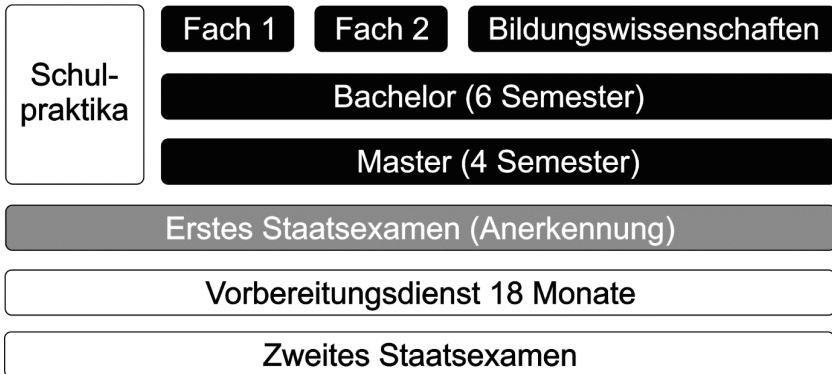 Schul-
praktika
Fach 1
Fach 2
Bildungswissenschaften
Bachelor (6 Semester)
Master (4 Semester)
Erstes Staatsexamen (Anerkennung)
Vorbereitungsdienst 18 Monate
Zweites Staatsexamen